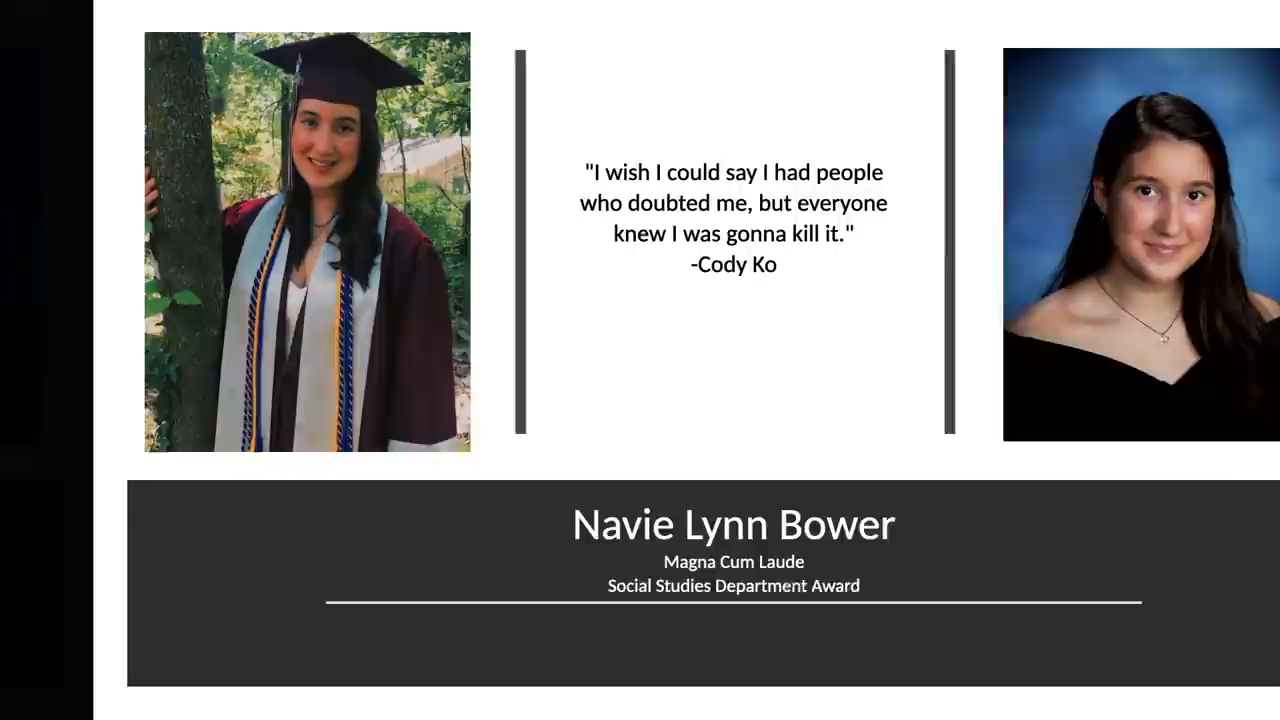 "I wish I could say I had people
who doubted me, but everyone
knew I was gonna kill it."
-Cody Ko
Navie Lynn Bower
Magna Cum Laude
Social Studies Department Award